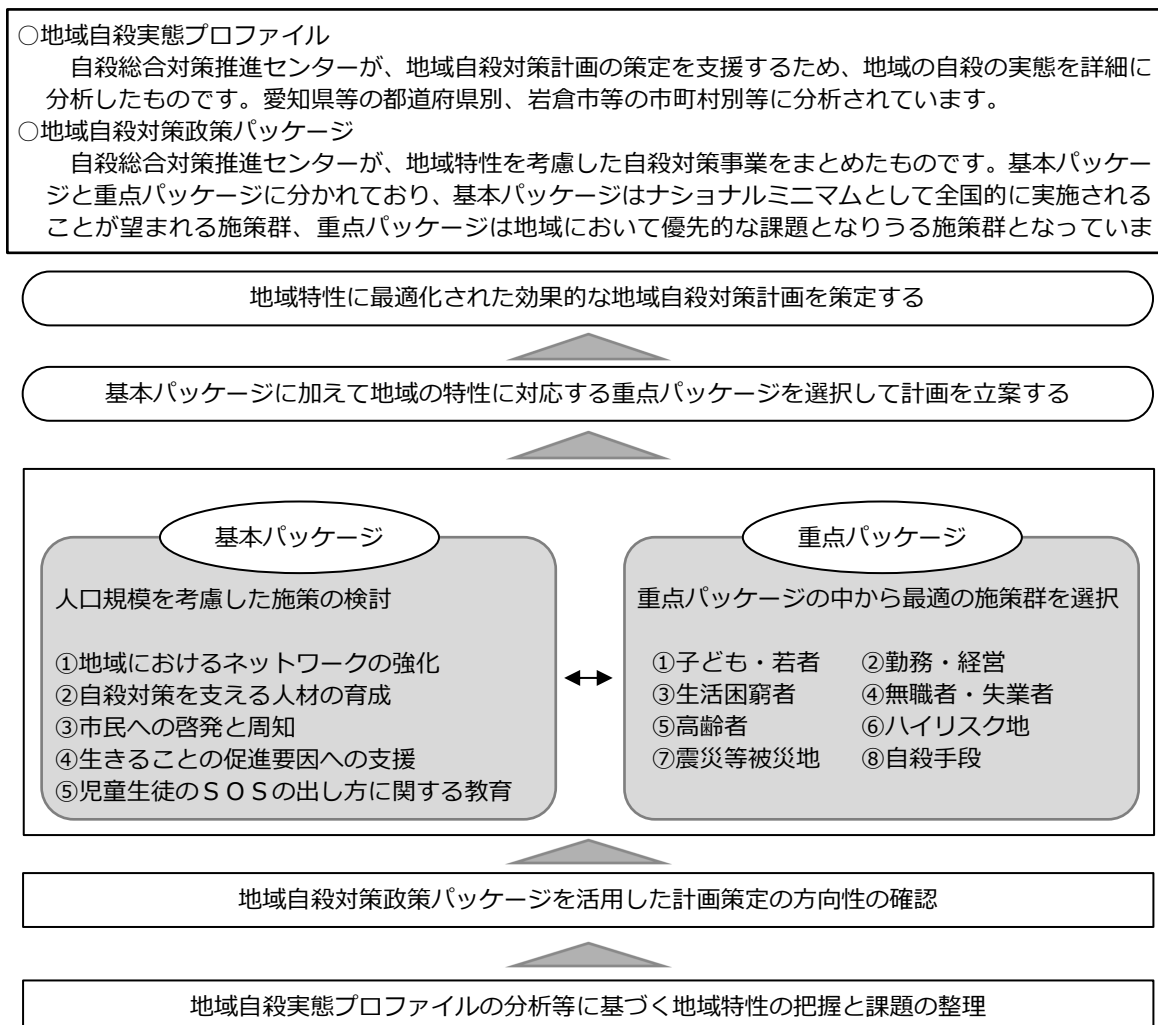 ○地域自殺実態プロファイル
自殺総合対策推進センターが、地域自殺対策計画の策定を支援するため、地域の自殺の実態を詳細に
分析したものです。愛知県等の都道府県別、岩倉市等の市町村別等に分析されています。
○地域自殺対策政策パッケージ
自殺総合対策推進センターが、地域特性を考慮した自殺対策事業をまとめたものです。基本パッケー
ジと重点パッケージに分かれており、基本パッケージはナショナルミニマムとして全国的に実施される
ことが望まれる施策群、重点パッケージは地域において優先的な課題となりうる施策群となっていま
地域特性に最適化された効果的な地域自殺対策計画を策定する
基本パッケージに加えて地域の特性に対応する重点パッケージを選択して計画を立案する
基本パッケージ
人口規模を考慮した施策の検討
①地域におけるネットワークの強化
②自殺対策を支える人材の育成
③市民への啓発と周知
④生きることの促進要因への支援
⑤児童生徒のSOSの出し方に関する教育
重点パッケージ
重点パッケージの中から最適の施策群を選択
①子ども・若者 ②勤務・経営
③生活困窮者 ④無職者・失業者
⑤高齢者 ⑥ハイリスク地
⑦震災等被災地 ⑧自殺手段
地域自殺対策政策パッケージを活用した計画策定の方向性の確認
地域自殺実態プロファイルの分析等に基づく地域特性の把握と課題の整理